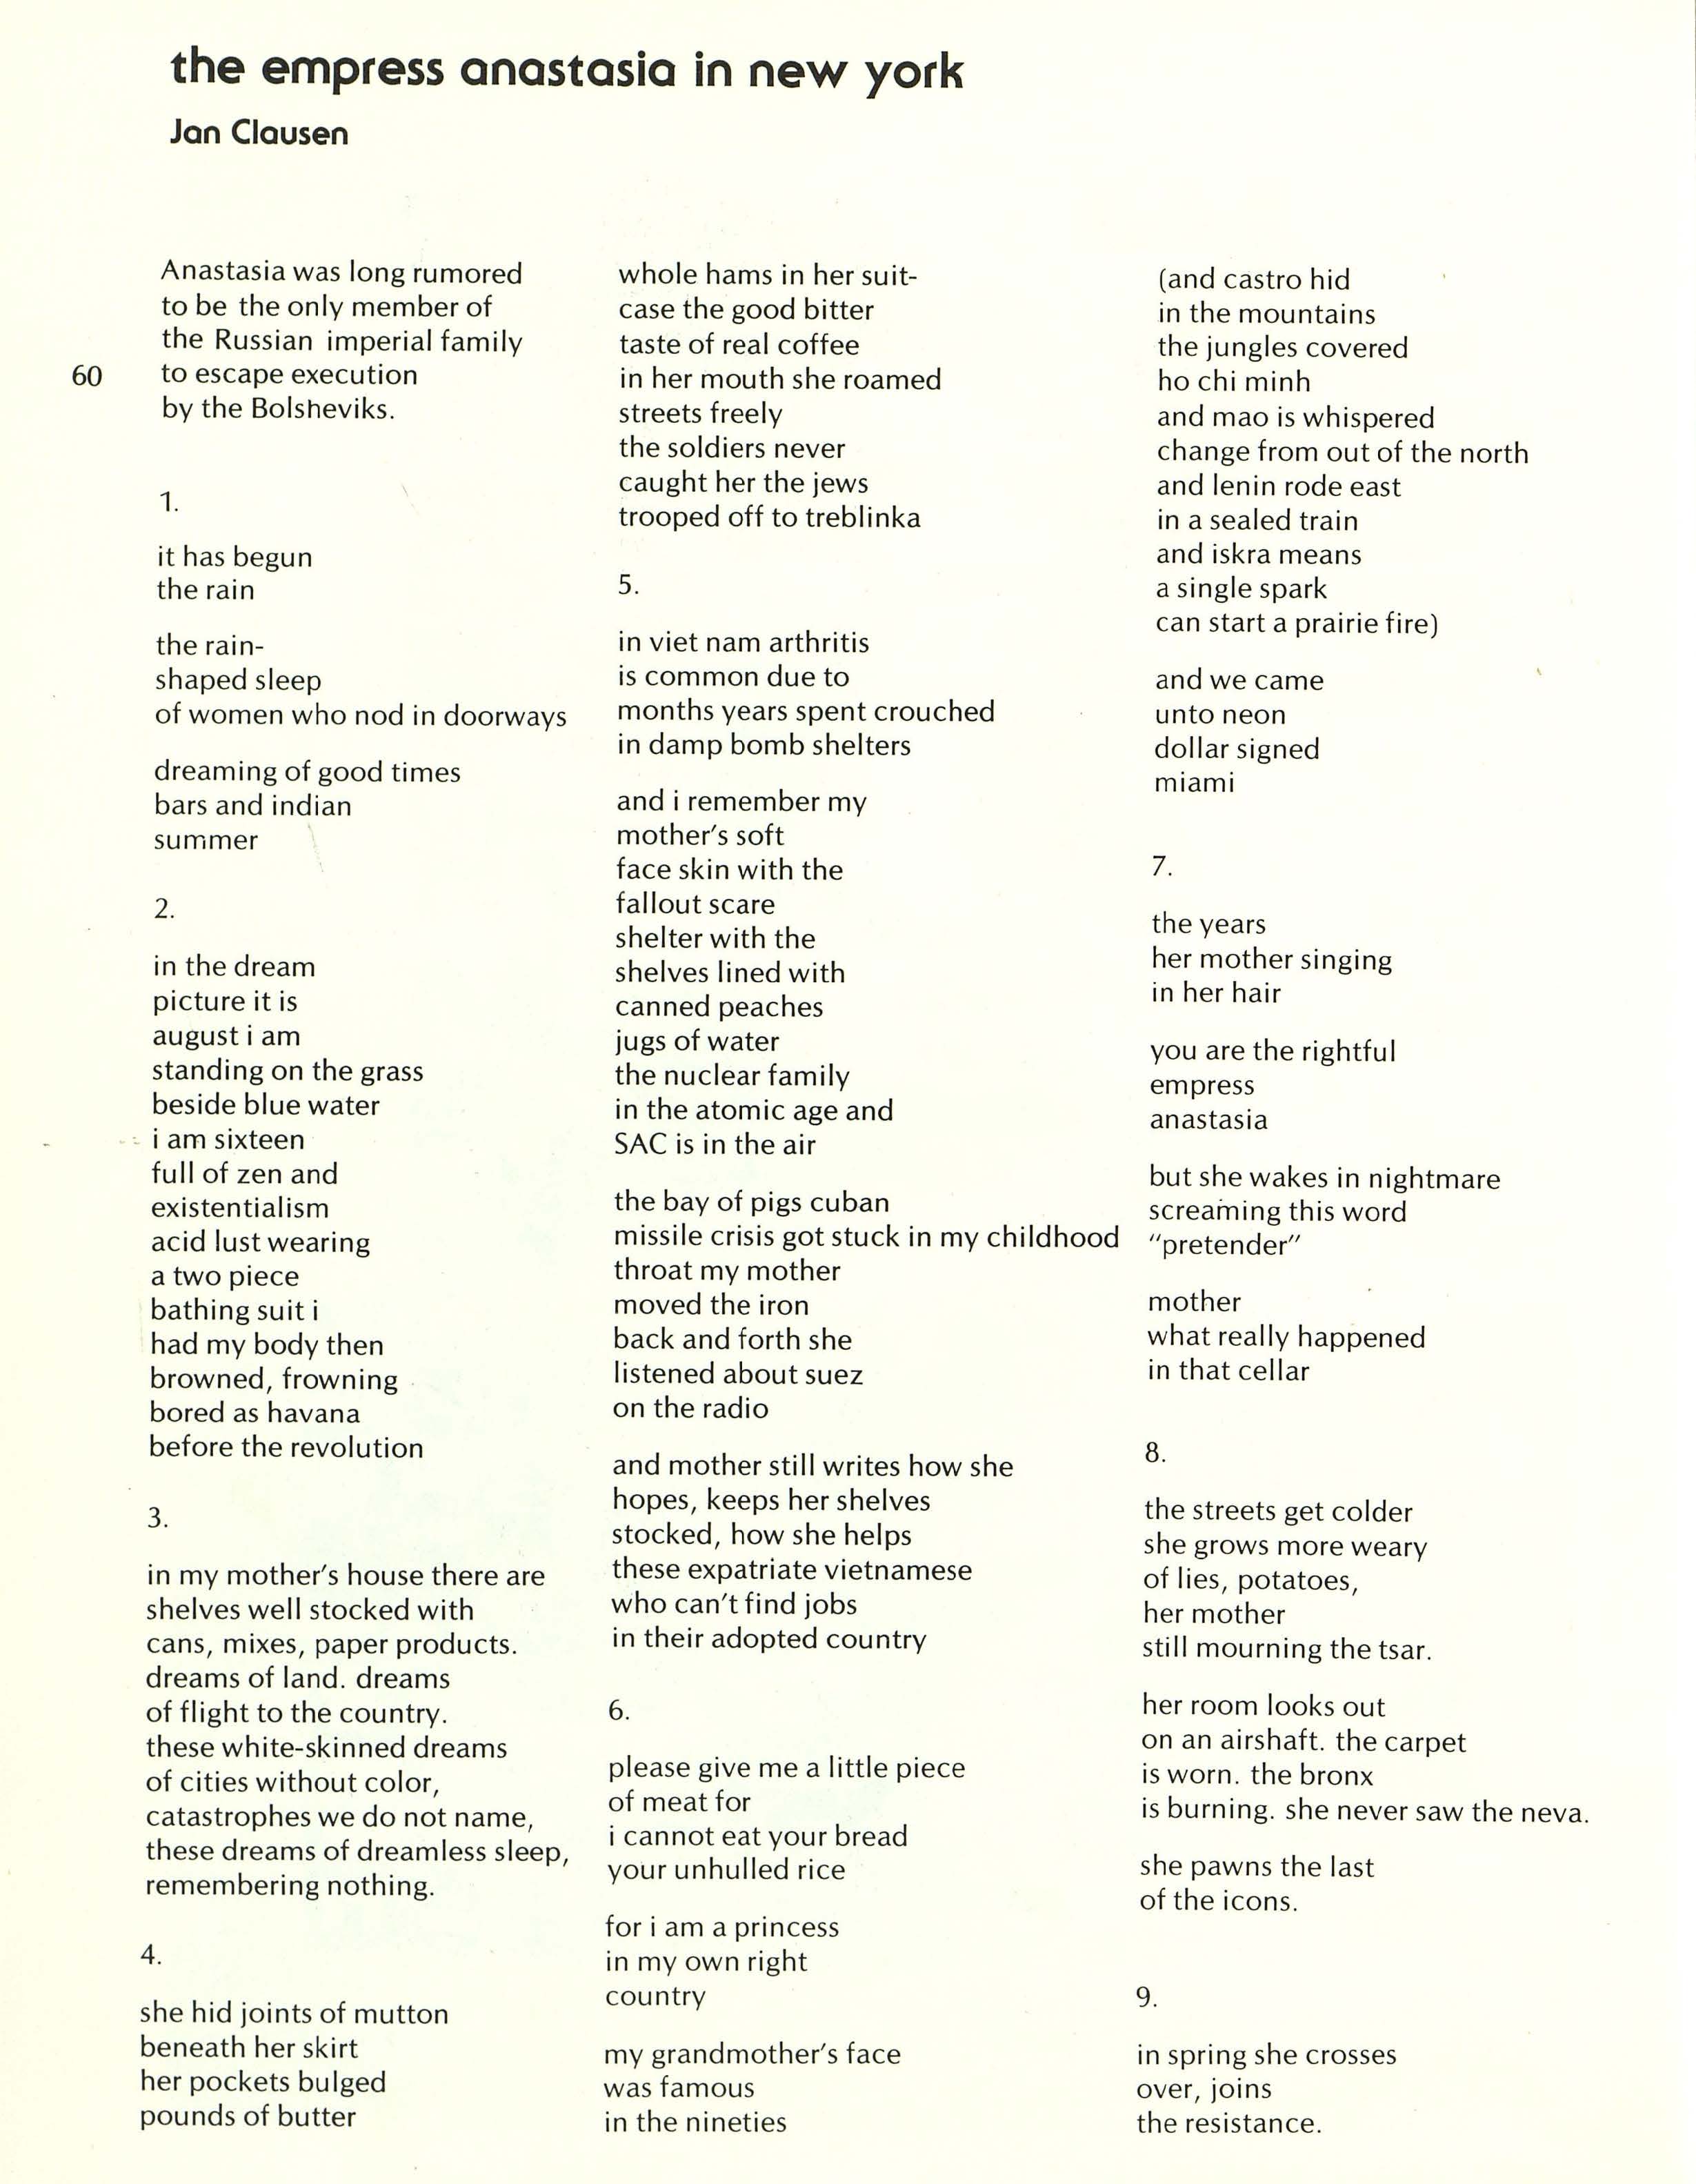 the empress anastasia in new york
Jan Clausen
60
Anastasia was long rumored
to be the only member of
the Russian imperial family
to escape execution
by the Bolsheviks.
1.
it has begun
the rain
the rain-
shaped sleep
of women who nod in doorways
dreaming of good times
bars and indian
summer
2.
in the dream
picture it is
august i am
standing on the grass
beside blue water
i am sixteen
full of zen and
existentialism
acid lust wearing
a two piece
bathing suit i
had my body then
browned, frowning
bored as havana
before the revolution
3.
in my mother's house there are
shelves well stocked with
cans, mixes, paper products.
dreams of land. dreams
of flight to the country.
these white-skinned dreams
of cities without color,
catastrophes we do not name,
these dreams of dreamless sleep,
remembering nothing.
4.
she hid joints of mutton
beneath her skirt
her pockets bulged
pounds of butter
whole hams in her suit-
case the good bitter
taste of real coffee
in her mouth she roamed
streets freely
the soldiers never
caught her the jews
trooped off to treblinka
5.
in viet nam arthritis
is common due to
months years spent crouched
in damp bomb shelters
and i remember my
mother's soft
face skin with the
fallout scare
shelter with the
shelves lined with
canned peaches
jugs of water
the nuclear family
in the atomic age and
SAC is in the air
the bay of pigs cuban
missile crisis got stuck in my childhood
throat my mother
moved the iron
back and forth she
listened about suez
on the radio
and mother still writes how she
hopes, keeps her shelves
stocked, how she helps
these expatriate vietnamese
who can't find jobs
in their adopted country
6.
please give me a little piece
of meat for
i cannot eat your bread
your unhulled rice
for i am a princess
in my own right
country
my grandmother's face
was famous
in the nineties
(and castro hid
in the mountains
the jungles covered
ho chi minh
and mao is whispered
change from out of the north
and lenin rode east
in a sealed train
and iskra means
a single spark
can start a prairie fire)
and we came
unto neon
dollar signed
miami
7.
the years
her mother singing
in her hair
you are the rightful
empress
anastasia
but she wakes in nightmare
screaming this word
"pretender"
mother
what really happened
in that cellar
8.
the streets get colder
she grows more weary
of lies, potatoes,
her mother
still mourning the tsar.
her room looks out
on an airshaft. the carpet
is worn. the bronx
is burning. she never saw the neva.
she pawns the last
of the icons.
9.
in spring she crosses
over, joins
the resistance.